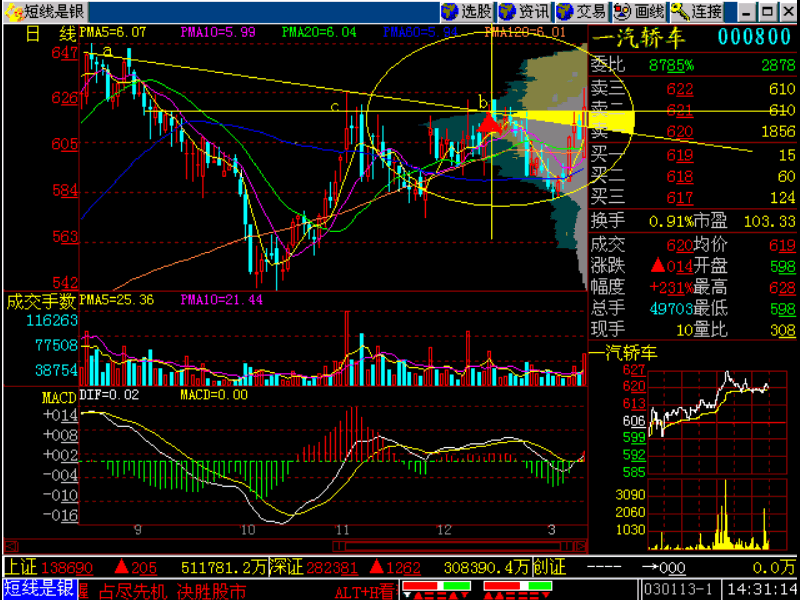 短线是银
选股 资讯 交易 画线 连接
日 线 PMA5=6.07 PMA10=5.99 PMA20=6.04 PMA60=5.94 PMA120=6.01
647
626
605
584
563
542
a
b
c
成交手数 PMA5=25.36 PMA10=21.44
116263
77508
38754
MACD DIF=0.02 MACD=0.00
+014
+008
+002
-004
-010
-016
9 10 11 12 3
一汽轿车 000800
委比 8785% 2878
卖三 622 610
卖二 621 610
卖一 620 1856
买一 619 15
买二 618 60
买三 617 124
换手 0.91% 市盈 103.33
成交 620 均价 619
涨跌 ▲014 开盘 598
幅度 +231% 最高 628
总手 49703 最低 598
现手 10 量比 308
一汽轿车
627
620
613
606
599
592
585
3090
2060
1030
上证 138690 ▲205 511781.2万 深证 282381 ▲1262 308390.4万 创证 ---- →000 0.0万
短线是银 占尽先机 决胜股市 ALT+H看 030113-1 14:31:14